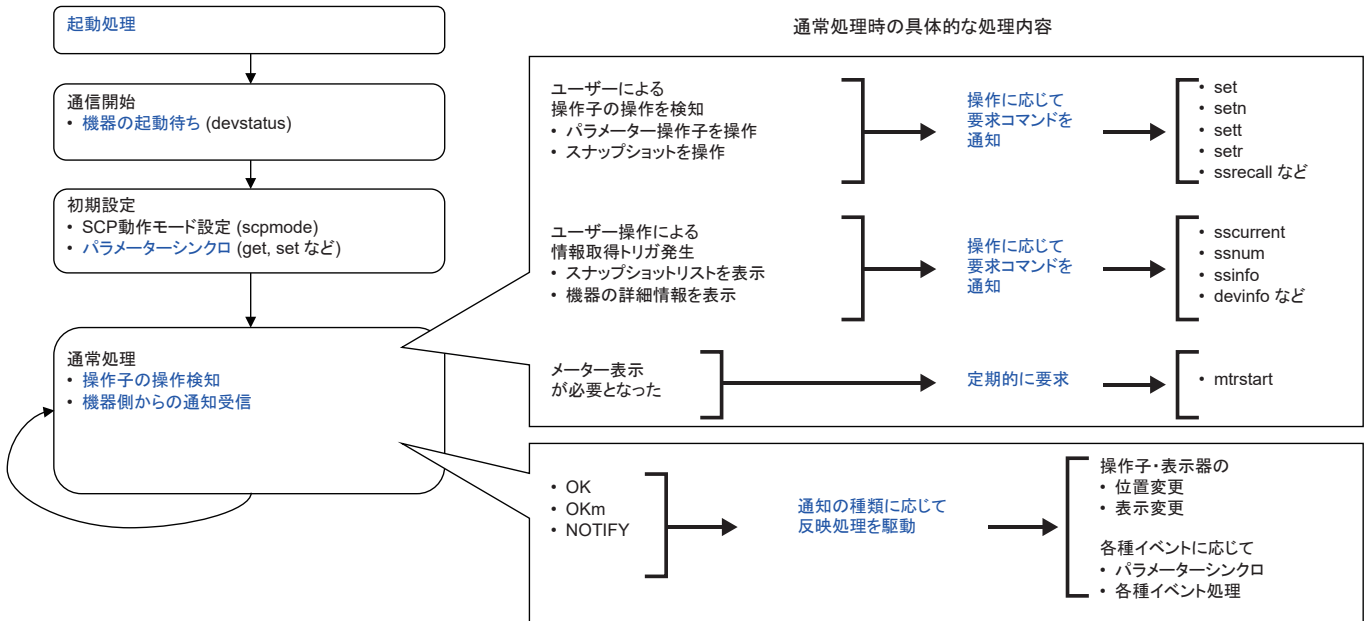 起動処理
通信開始
• 機器の起動待ち (devstatus)
初期設定
• SCP動作モード設定 (scpmode)
• パラメーターシンクロ (get, set など)
通常処理
• 操作子の操作検知
• 機器側からの通知受信
通常処理時の具体的な処理内容
ユーザーによる
操作子の操作を検知
• パラメーター操作子を操作
• スナップショットを操作
操作に応じて
要求コマンドを
通知
• set
• setn
• sett
• setr
• ssrecall など
ユーザー操作による
情報取得トリガ発生
• スナップショットリストを表示
• 機器の詳細情報を表示
操作に応じて
要求コマンドを
通知
• sscurrent
• ssnum
• ssinfo
• devinfo など
メーター表示
が必要となった
定期的に要求
• mtrstart
• OK
• OKm
• NOTIFY
通知の種類に応じて
反映処理を駆動
操作子・表示器の
• 位置変更
• 表示変更
各種イベントに応じて
• パラメーターシンクロ
• 各種イベント処理